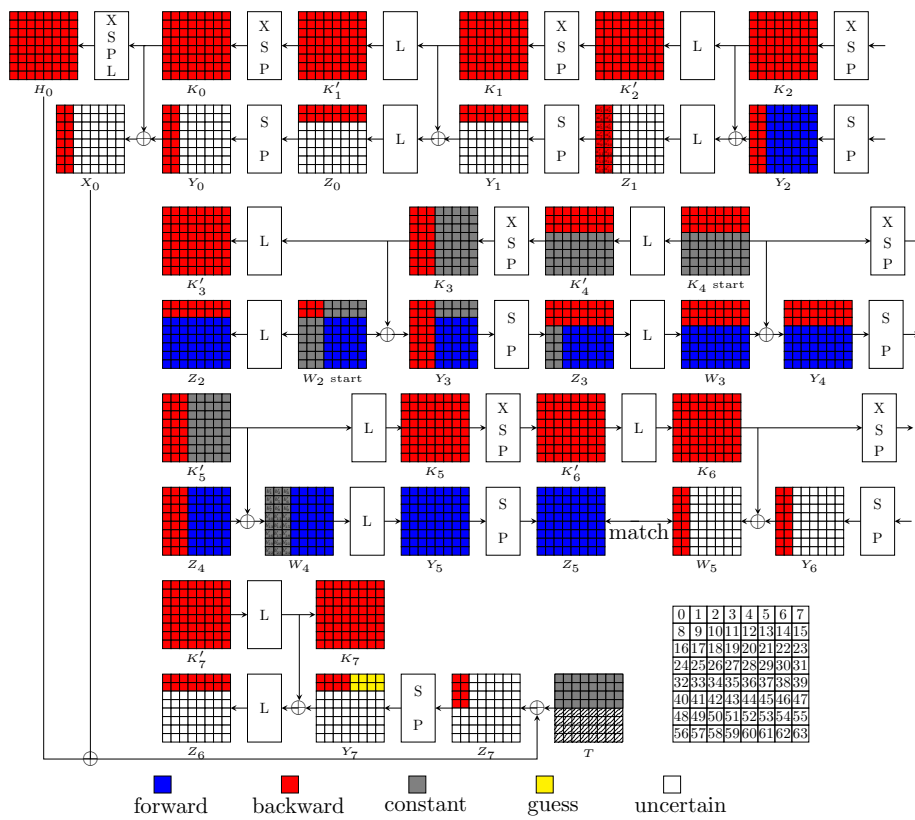 X S P L
X S P
L
X S P
L
X S P
H₀
K₀
K′₁
K₁
K′₂
K₂
S P
L
S P
L
S P
X₀
Y₀
Z₀
Y₁
Z₁
Y₂
L
X S P
L
X S P
K′₃
K₃
K′₄
K₄ start
L
S P
L
S P
Z₂
W₂ start
Y₃
Z₃
W₃
Y₄
L
X S P
L
X S P
K′₅
K₅
K′₆
K₆
L
S P
match
S P
Z₄
W₄
Y₅
Z₅
W₅
Y₆
L
K′₇
K₇
L
S P
Z₆
Y₇
Z₇
T
0 1 2 3 4 5 6 7
8 9 10 11 12 13 14 15
16 17 18 19 20 21 22 23
24 25 26 27 28 29 30 31
32 33 34 35 36 37 38 39
40 41 42 43 44 45 46 47
48 49 50 51 52 53 54 55
56 57 58 59 60 61 62 63
forward backward constant guess uncertain